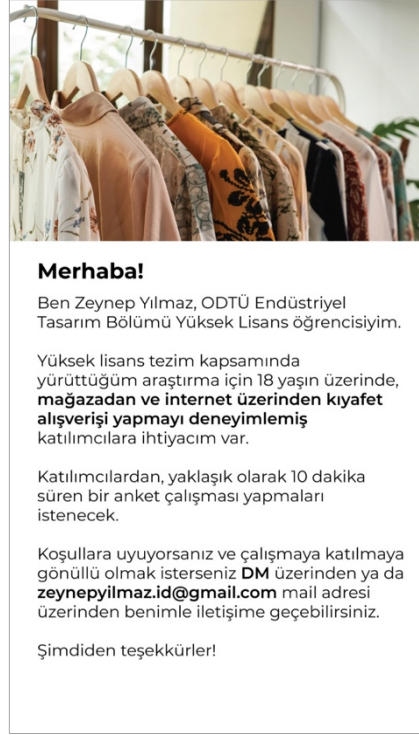 Merhaba!
Ben Zeynep Yılmaz, ODTÜ Endüstriyel
Tasarım Bölümü Yüksek Lisans öğrencisiyim.
Yüksek lisans tezim kapsamında
yürüttüğüm araştırma için 18 yaşın üzerinde,
mağazadan ve internet üzerinden kıyafet
alışverişi yapmayı deneyimlemiş
katılımcılara ihtiyacım var.
Katılımcılardan, yaklaşık olarak 10 dakika
süren bir anket çalışması yapmaları
istenecek.
Koşullara uyuyorsanız ve çalışmaya katılmaya
gönüllü olmak isterseniz DM üzerinden ya da
zeynepyilmaz.id@gmail.com mail adresi
üzerinden benimle iletişime geçebilirsiniz.
Şimdiden teşekkürler!